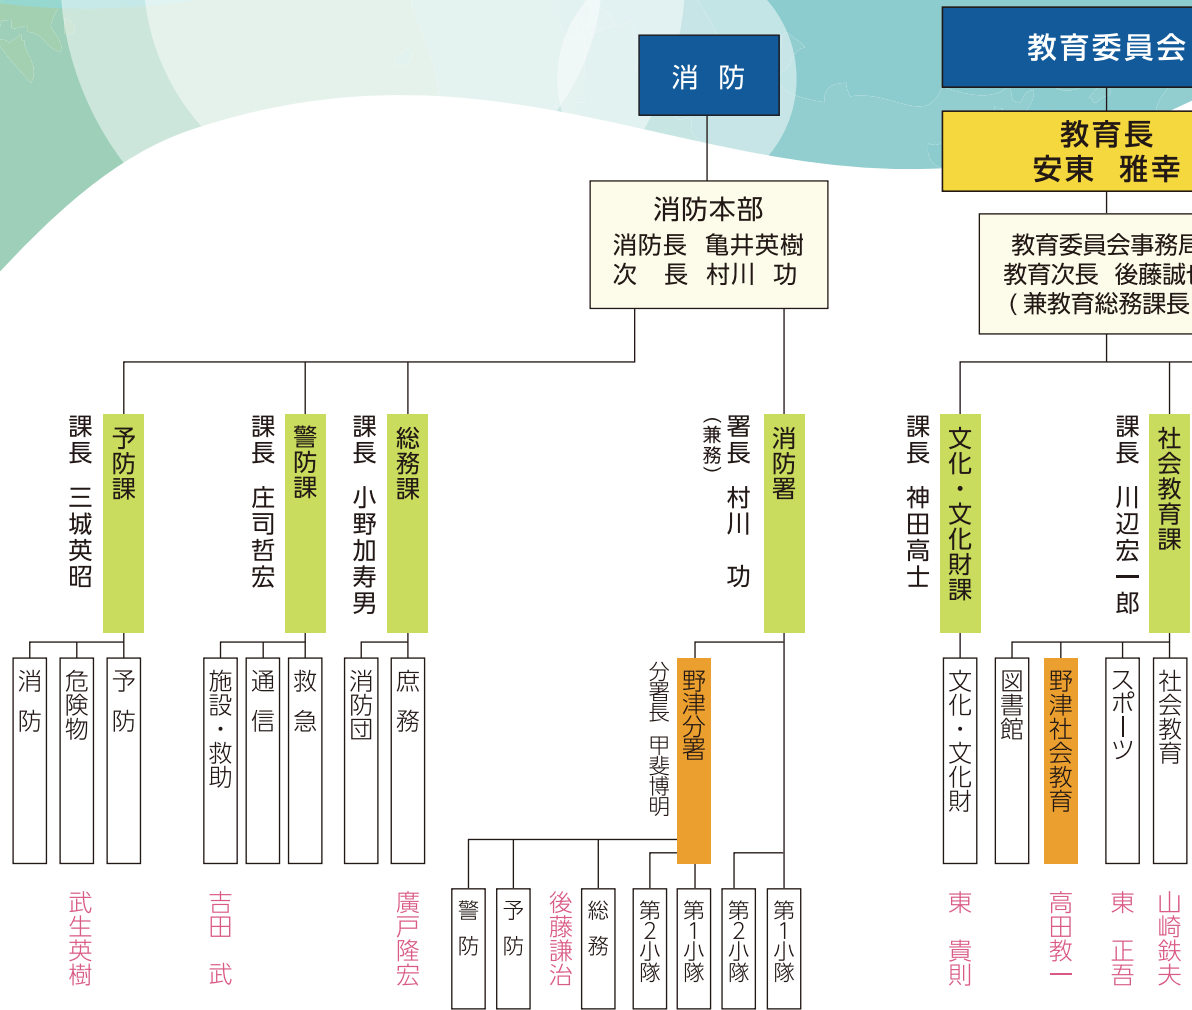 消 防
消防本部
消防長 亀井英樹
次 長 村川 功
教育委員会
教育長
安東 雅幸
教育委員会事務局
教育次長 後藤誠
(兼教育総務課長
予防課
課長 三城英昭
警防課
課長 庄司哲宏
総務課
課長 小野加寿男
消防署
署長 村川 功
(兼務)
文化・文化財課
課長 神田高士
社会教育課
課長 川辺宏一郎
消 防
危険物
予 防
施設・救助
通 信
救 急
消防団
庶 務
野津分署
分署長 甲斐博明
文化・文化財
図書館
野津社会教育
スポーツ
社会教育
武生英樹
吉田 武
廣戸隆宏
警 防
予 防
後藤謙治
総 務
第2小隊
第1小隊
第2小隊
第1小隊
東 貴則
高田教一
東 正吾
山崎鉄夫